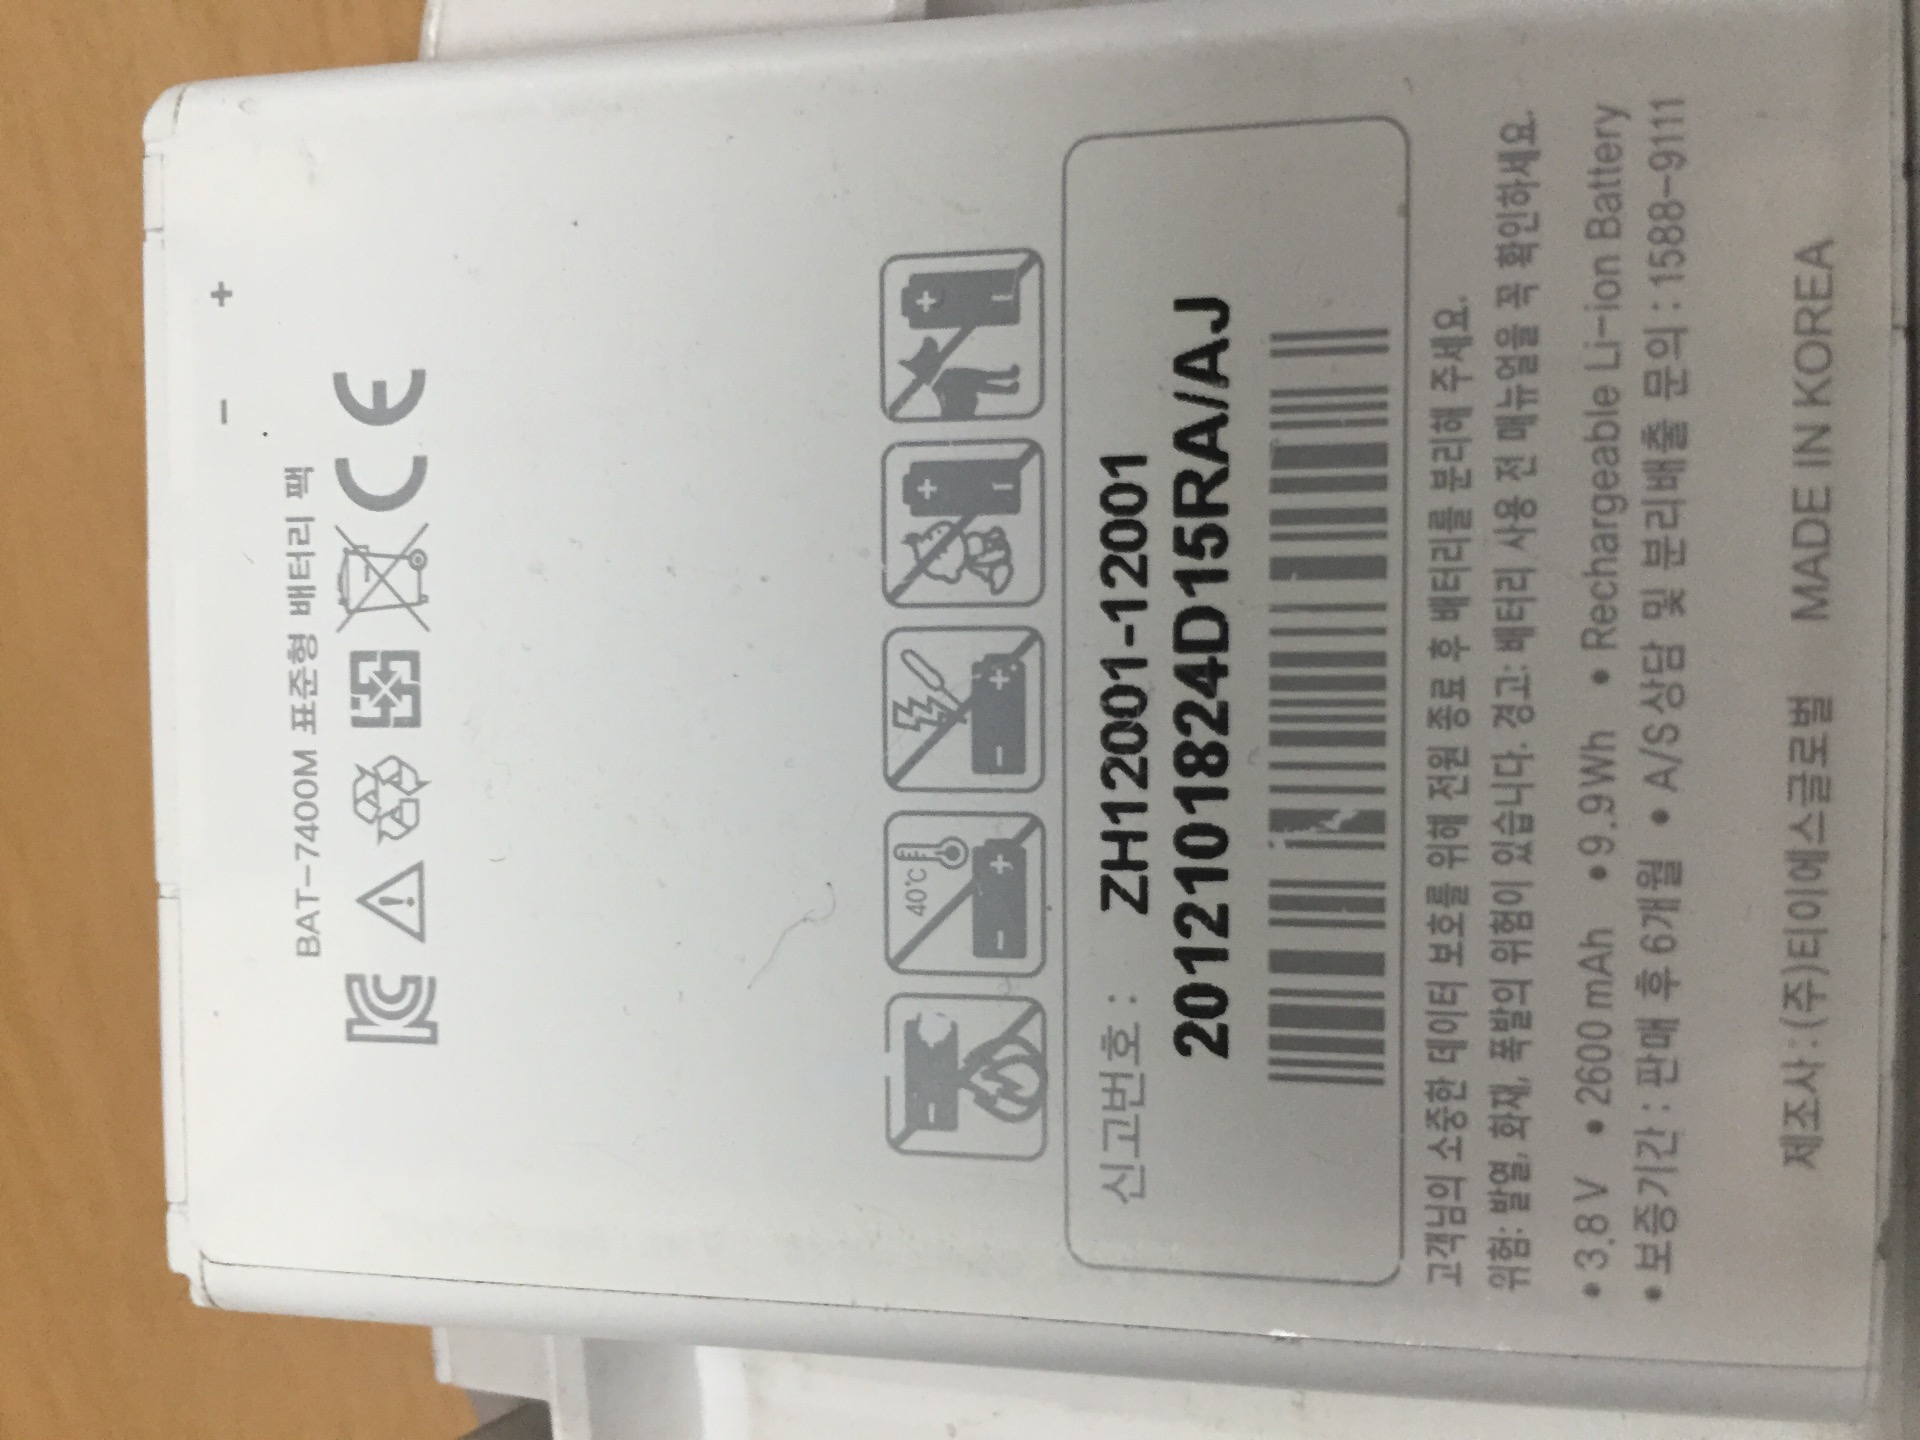 − +
BAT-7400M 표준형 배터리 팩
40℃
신고번호 : ZH12001-12001
2012101824D15RA/AJ
고객님의 소중한 데이터 보호를 위해 전원 종료 후 배터리를 분리해 주세요.
위험: 발열, 화재, 폭발의 위험이 있습니다. 경고: 배터리 사용 전 매뉴얼을 꼭 확인하세요.
• 3.8 V • 2600 mAh • 9.9Wh • Rechargeable Li-ion Battery
• 보증기간 : 판매 후 6개월 • A/S상담 및 분리배출 문의 : 1588-9111
제조사 : (주)티이에스글로벌 MADE IN KOREA